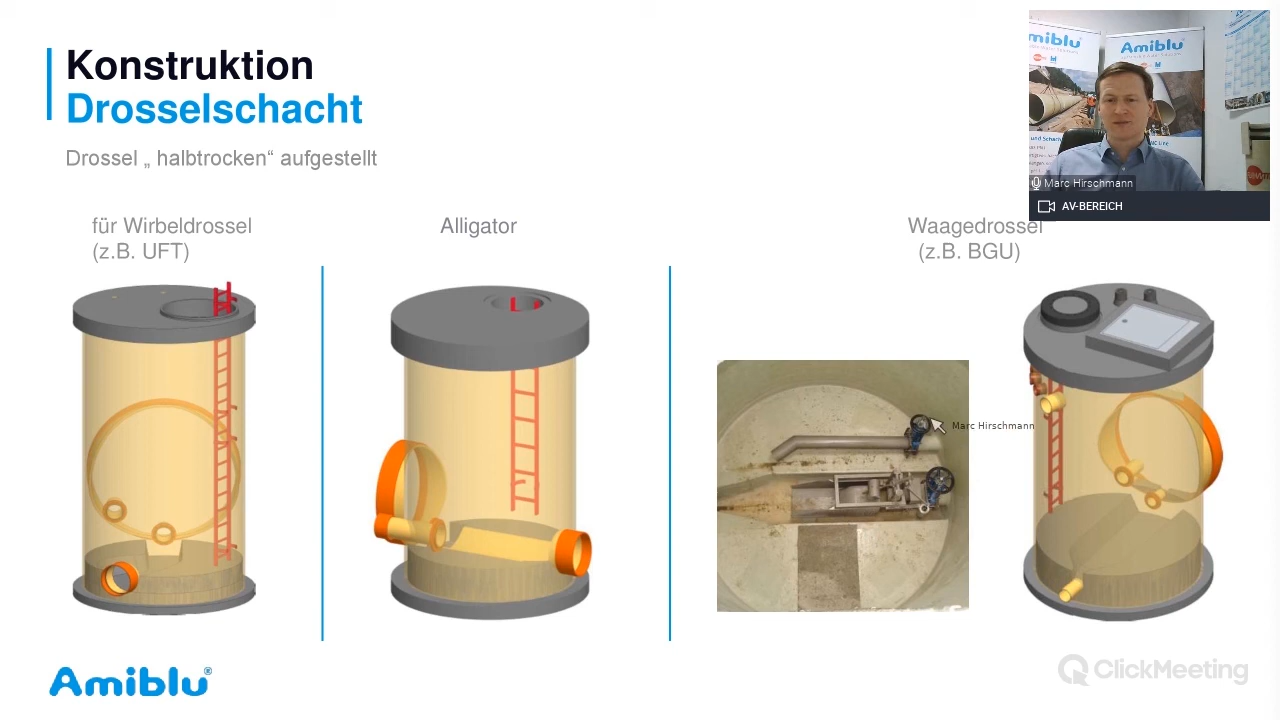 Konstruktion
Drosselschacht
Drossel „ halbtrocken“ aufgestellt
für Wirbeldrossel
(z.B. UFT)
Alligator
Waagedrossel
(z.B. BGU)
Amiblu
Amiblu
Marc Hirschmann
AV-BEREICH
Marc Hirschmann
Amiblu®
ClickMeeting